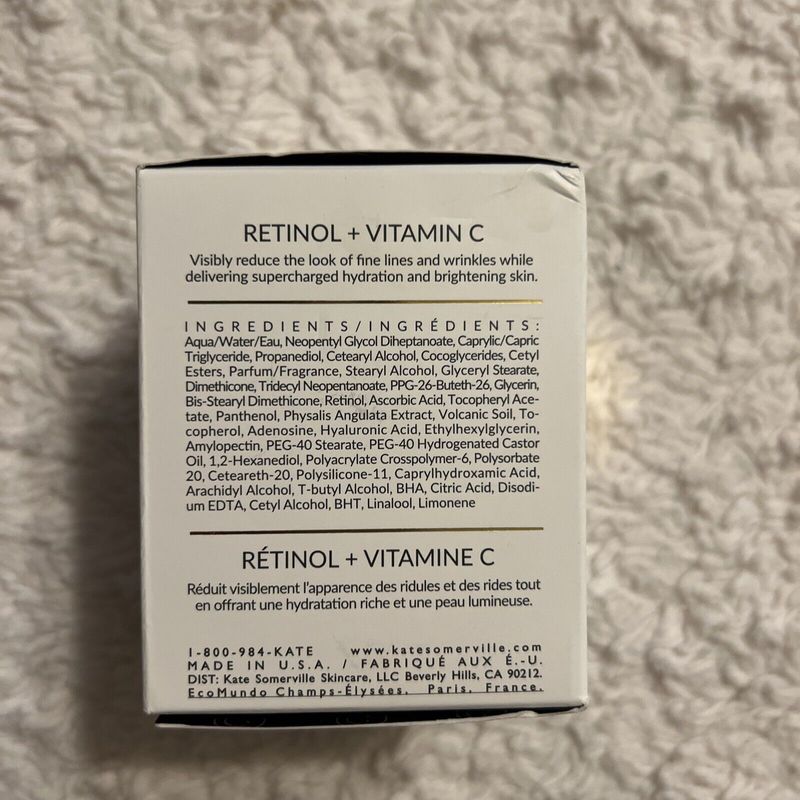 RETINOL + VITAMIN C
Visibly reduce the look of fine lines and wrinkles while
delivering supercharged hydration and brightening skin.
INGREDIENTS/INGRÉDIENTS:
Aqua/Water/Eau, Neopentyl Glycol Diheptanoate, Caprylic/Capric
Triglyceride, Propanediol, Cetearyl Alcohol, Cocoglycerides, Cetyl
Esters, Parfum/Fragrance, Stearyl Alcohol, Glyceryl Stearate,
Dimethicone, Tridecyl Neopentanoate, PPG-26-Buteth-26, Glycerin,
Bis-Stearyl Dimethicone, Retinol, Ascorbic Acid, Tocopheryl Ace-
tate, Panthenol, Physalis Angulata Extract, Volcanic Soil, To-
copherol, Adenosine, Hyaluronic Acid, Ethylhexylglycerin,
Amylopectin, PEG-40 Stearate, PEG-40 Hydrogenated Castor
Oil, 1,2-Hexanediol, Polyacrylate Crosspolymer-6, Polysorbate
20, Ceteareth-20, Polysilicone-11, Caprylhydroxamic Acid,
Arachidyl Alcohol, T-butyl Alcohol, BHA, Citric Acid, Disodi-
um EDTA, Cetyl Alcohol, BHT, Linalool, Limonene
RÉTINOL + VITAMINE C
Réduit visiblement l'apparence des ridules et des rides tout
en offrant une hydratation riche et une peau lumineuse.
1-800-984-KATE www.katesomerville.com
MADE IN U.S.A. / FABRIQUÉ AUX É.-U.
DIST: Kate Somerville Skincare, LLC Beverly Hills, CA 90212.
EcoMundo Champs-Élysées, Paris, France.